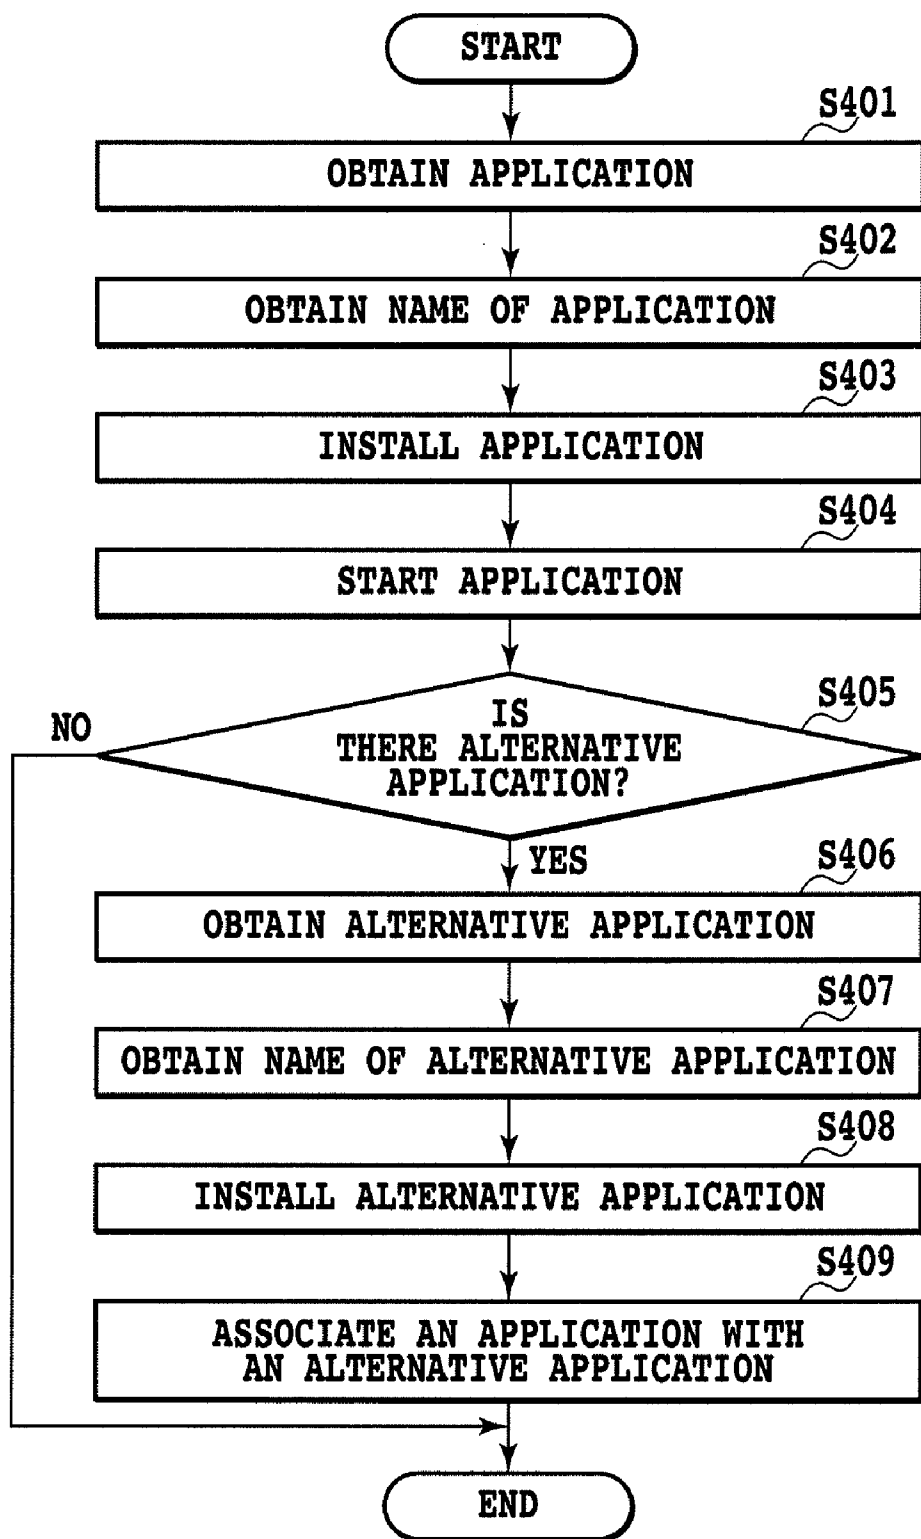 START
S401
OBTAIN APPLICATION
S402
OBTAIN NAME OF APPLICATION
S403
INSTALL APPLICATION
S404
START APPLICATION
S405
NO
IS
THERE ALTERNATIVE
APPLICATION?
YES
S406
OBTAIN ALTERNATIVE APPLICATION
S407
OBTAIN NAME OF ALTERNATIVE APPLICATION
S408
INSTALL ALTERNATIVE APPLICATION
S409
ASSOCIATE AN APPLICATION WITH
AN ALTERNATIVE APPLICATION
END